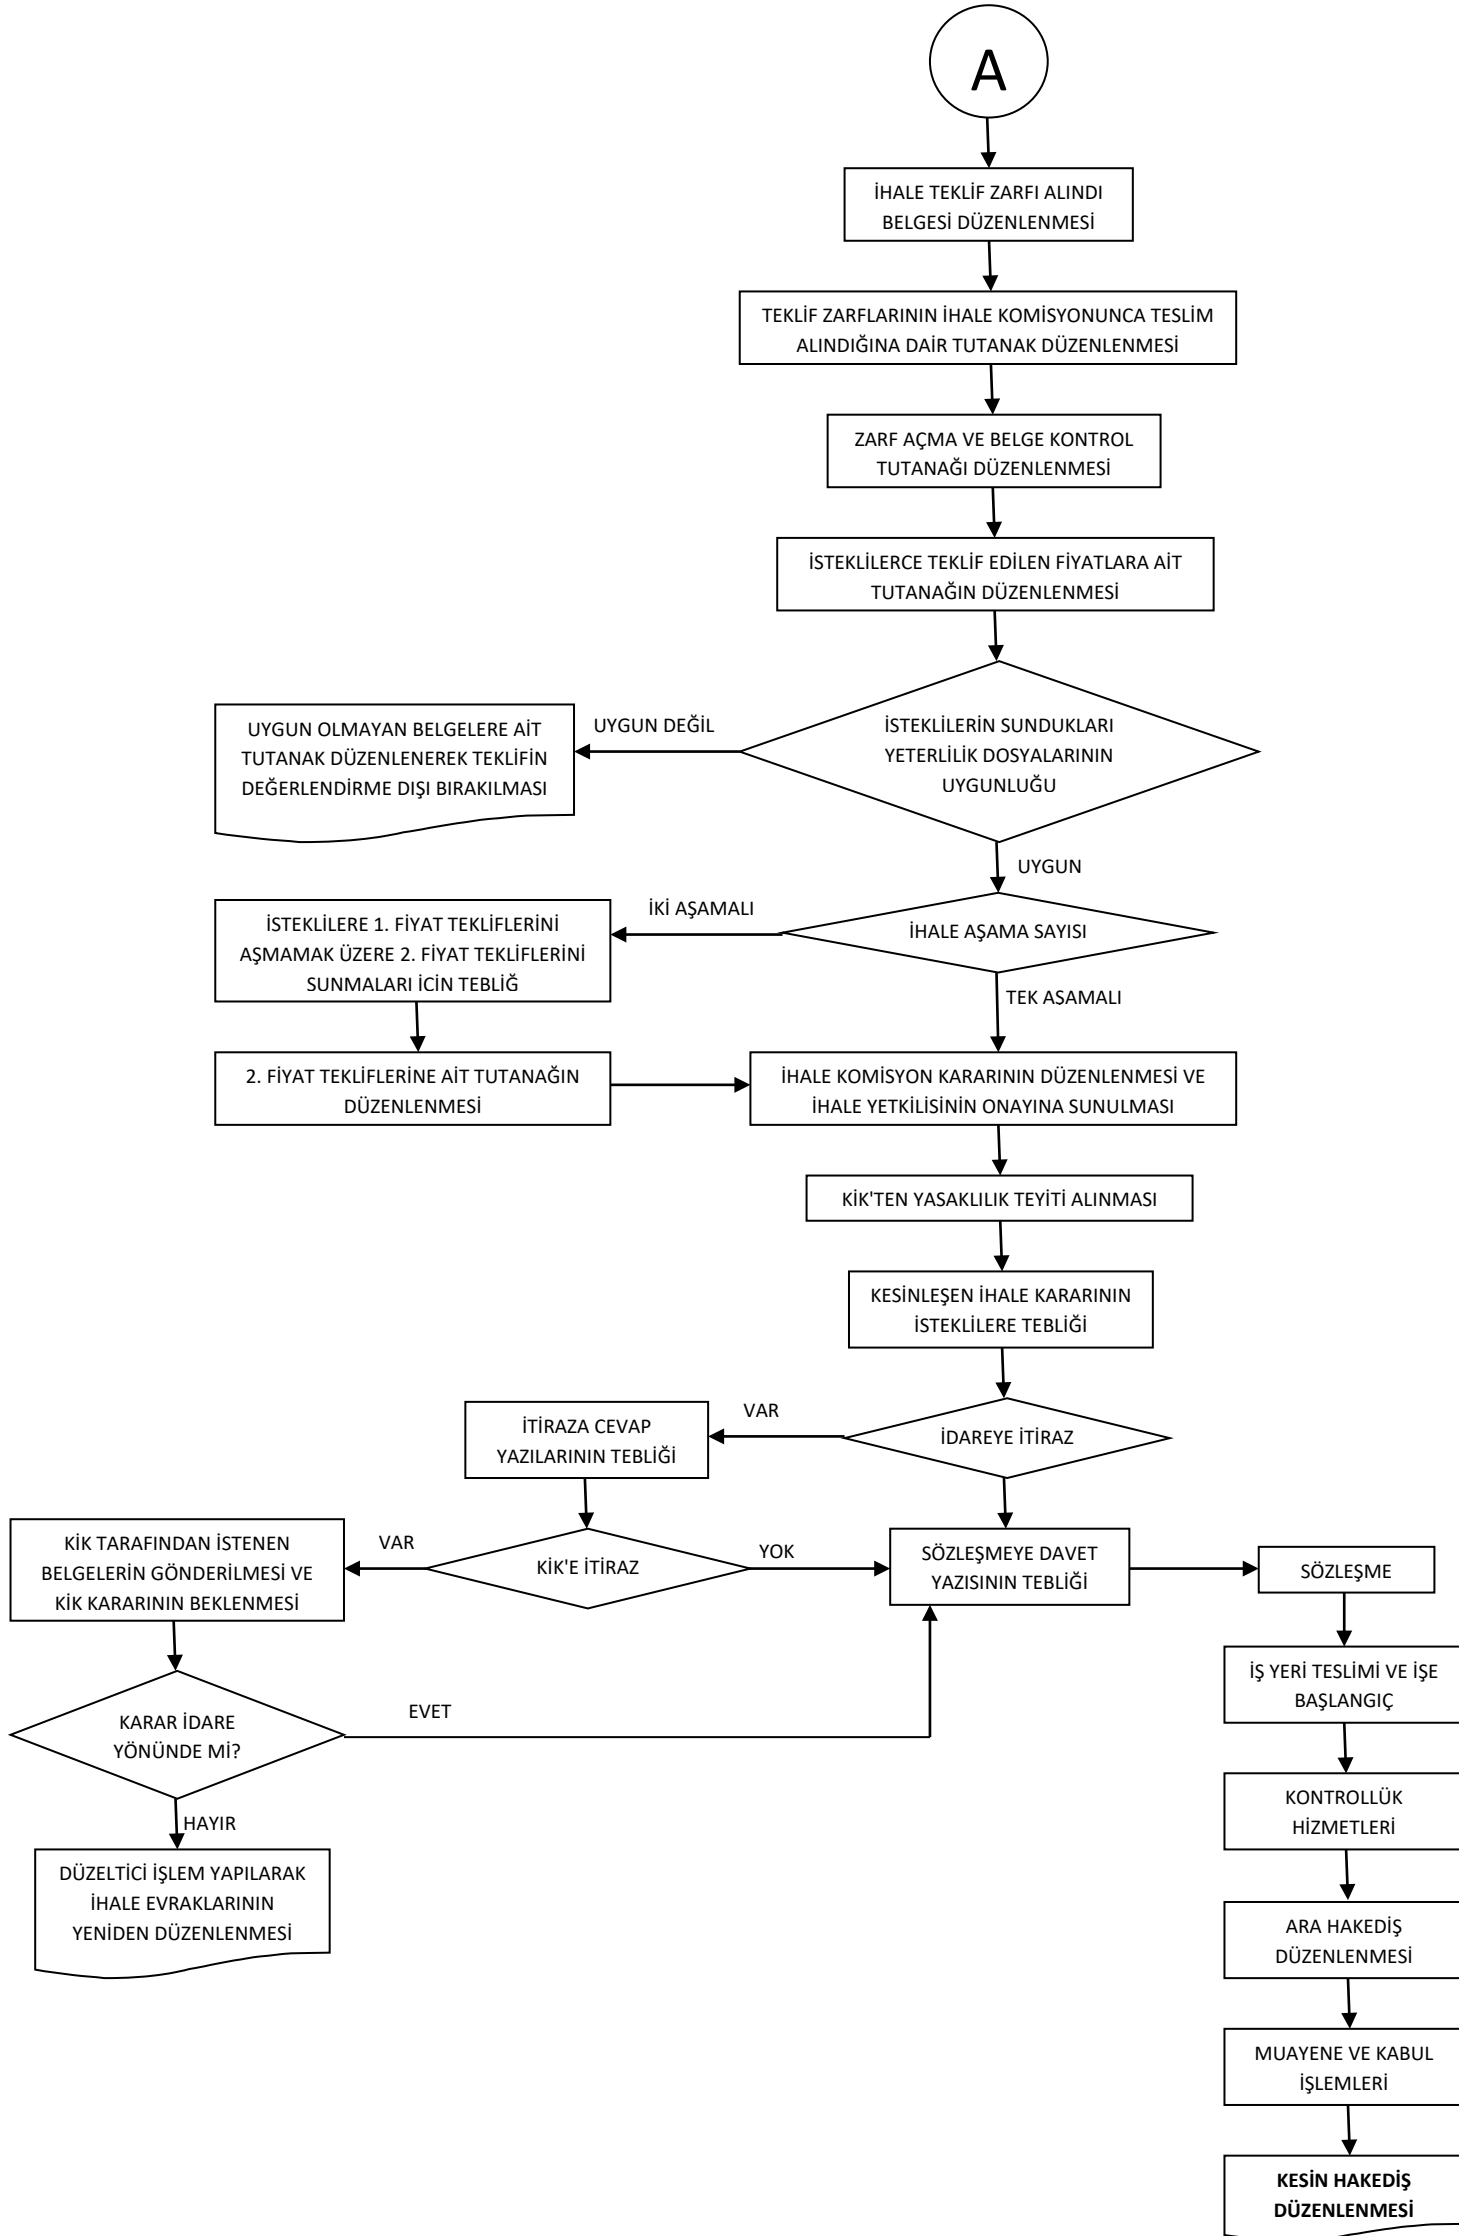 A
İHALE TEKLİF ZARFI ALINDI
BELGESİ DÜZENLENMESİ
TEKLİF ZARFLARININ İHALE KOMİSYONUNCA TESLİM
ALINDIĞINA DAİR TUTANAK DÜZENLENMESİ
ZARF AÇMA VE BELGE KONTROL
TUTANAĞI DÜZENLENMESİ
İSTEKLİLERCE TEKLİF EDİLEN FİYATLARA AİT
TUTANAĞIN DÜZENLENMESİ
İSTEKLİLERİN SUNDUKLARI
YETERLİLİK DOSYALARININ
UYGUNLUĞU
UYGUN DEĞİL
UYGUN OLMAYAN BELGELERE AİT
TUTANAK DÜZENLENEREK TEKLİFİN
DEĞERLENDİRME DIŞI BIRAKILMASI
UYGUN
İHALE AŞAMA SAYISI
İKİ AŞAMALI
İSTEKLİLERE 1. FİYAT TEKLİFLERİNİ
AŞMAMAK ÜZERE 2. FİYAT TEKLİFLERİNİ
SUNMALARI İCİN TEBLİĞ
TEK ASAMALI
2. FİYAT TEKLİFLERİNE AİT TUTANAĞIN
DÜZENLENMESİ
İHALE KOMİSYON KARARININ DÜZENLENMESİ VE
İHALE YETKİLİSİNİN ONAYINA SUNULMASI
KİK'TEN YASAKLILIK TEYİTİ ALINMASI
KESİNLEŞEN İHALE KARARININ
İSTEKLİLERE TEBLİĞİ
İDAREYE İTİRAZ
VAR
İTİRAZA CEVAP
YAZILARININ TEBLİĞİ
KİK'E İTİRAZ
VAR
YOK
KİK TARAFINDAN İSTENEN
BELGELERİN GÖNDERİLMESİ VE
KİK KARARININ BEKLENMESİ
SÖZLEŞMEYE DAVET
YAZISININ TEBLİĞİ
SÖZLEŞME
İŞ YERİ TESLİMİ VE İŞE
BAŞLANGIÇ
KARAR İDARE
YÖNÜNDE Mİ?
EVET
HAYIR
DÜZELTİCİ İŞLEM YAPILARAK
İHALE EVRAKLARININ
YENİDEN DÜZENLENMESİ
KONTROLLÜK
HİZMETLERİ
ARA HAKEDİŞ
DÜZENLENMESİ
MUAYENE VE KABUL
İŞLEMLERİ
KESİN HAKEDİŞ
DÜZENLENMESİ